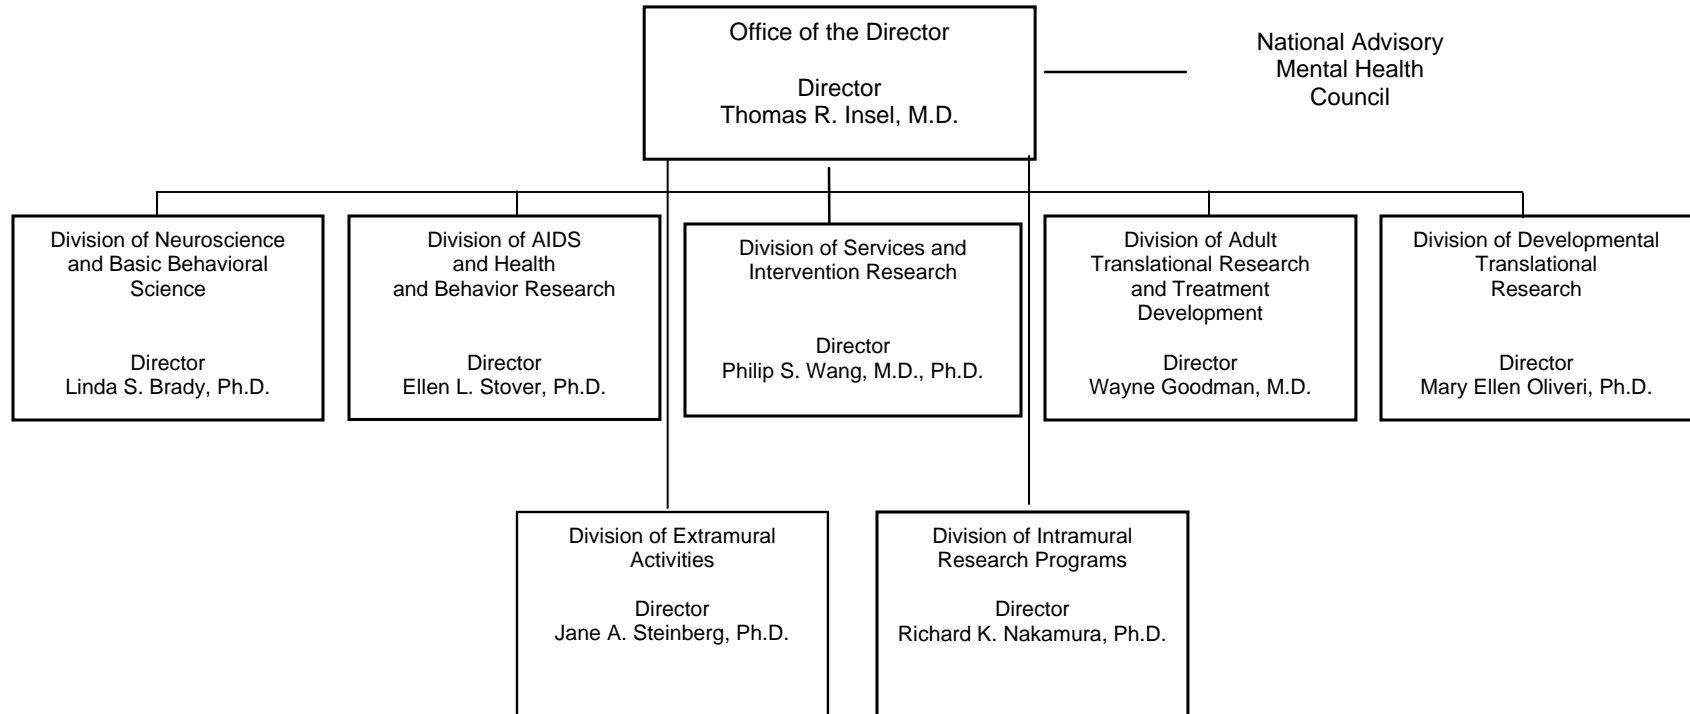 Office of the Director
Director
Thomas R. Insel, M.D.
National Advisory
Mental Health
Council
Division of Neuroscience
and Basic Behavioral
Science
Director
Linda S. Brady, Ph.D.
Division of AIDS
and Health
and Behavior Research
Director
Ellen L. Stover, Ph.D.
Division of Services and
Intervention Research
Director
Philip S. Wang, M.D., Ph.D.
Division of Adult
Translational Research
and Treatment
Development
Director
Wayne Goodman, M.D.
Division of Developmental
Translational
Research
Director
Mary Ellen Oliveri, Ph.D.
Division of Extramural
Activities
Director
Jane A. Steinberg, Ph.D.
Division of Intramural
Research Programs
Director
Richard K. Nakamura, Ph.D.